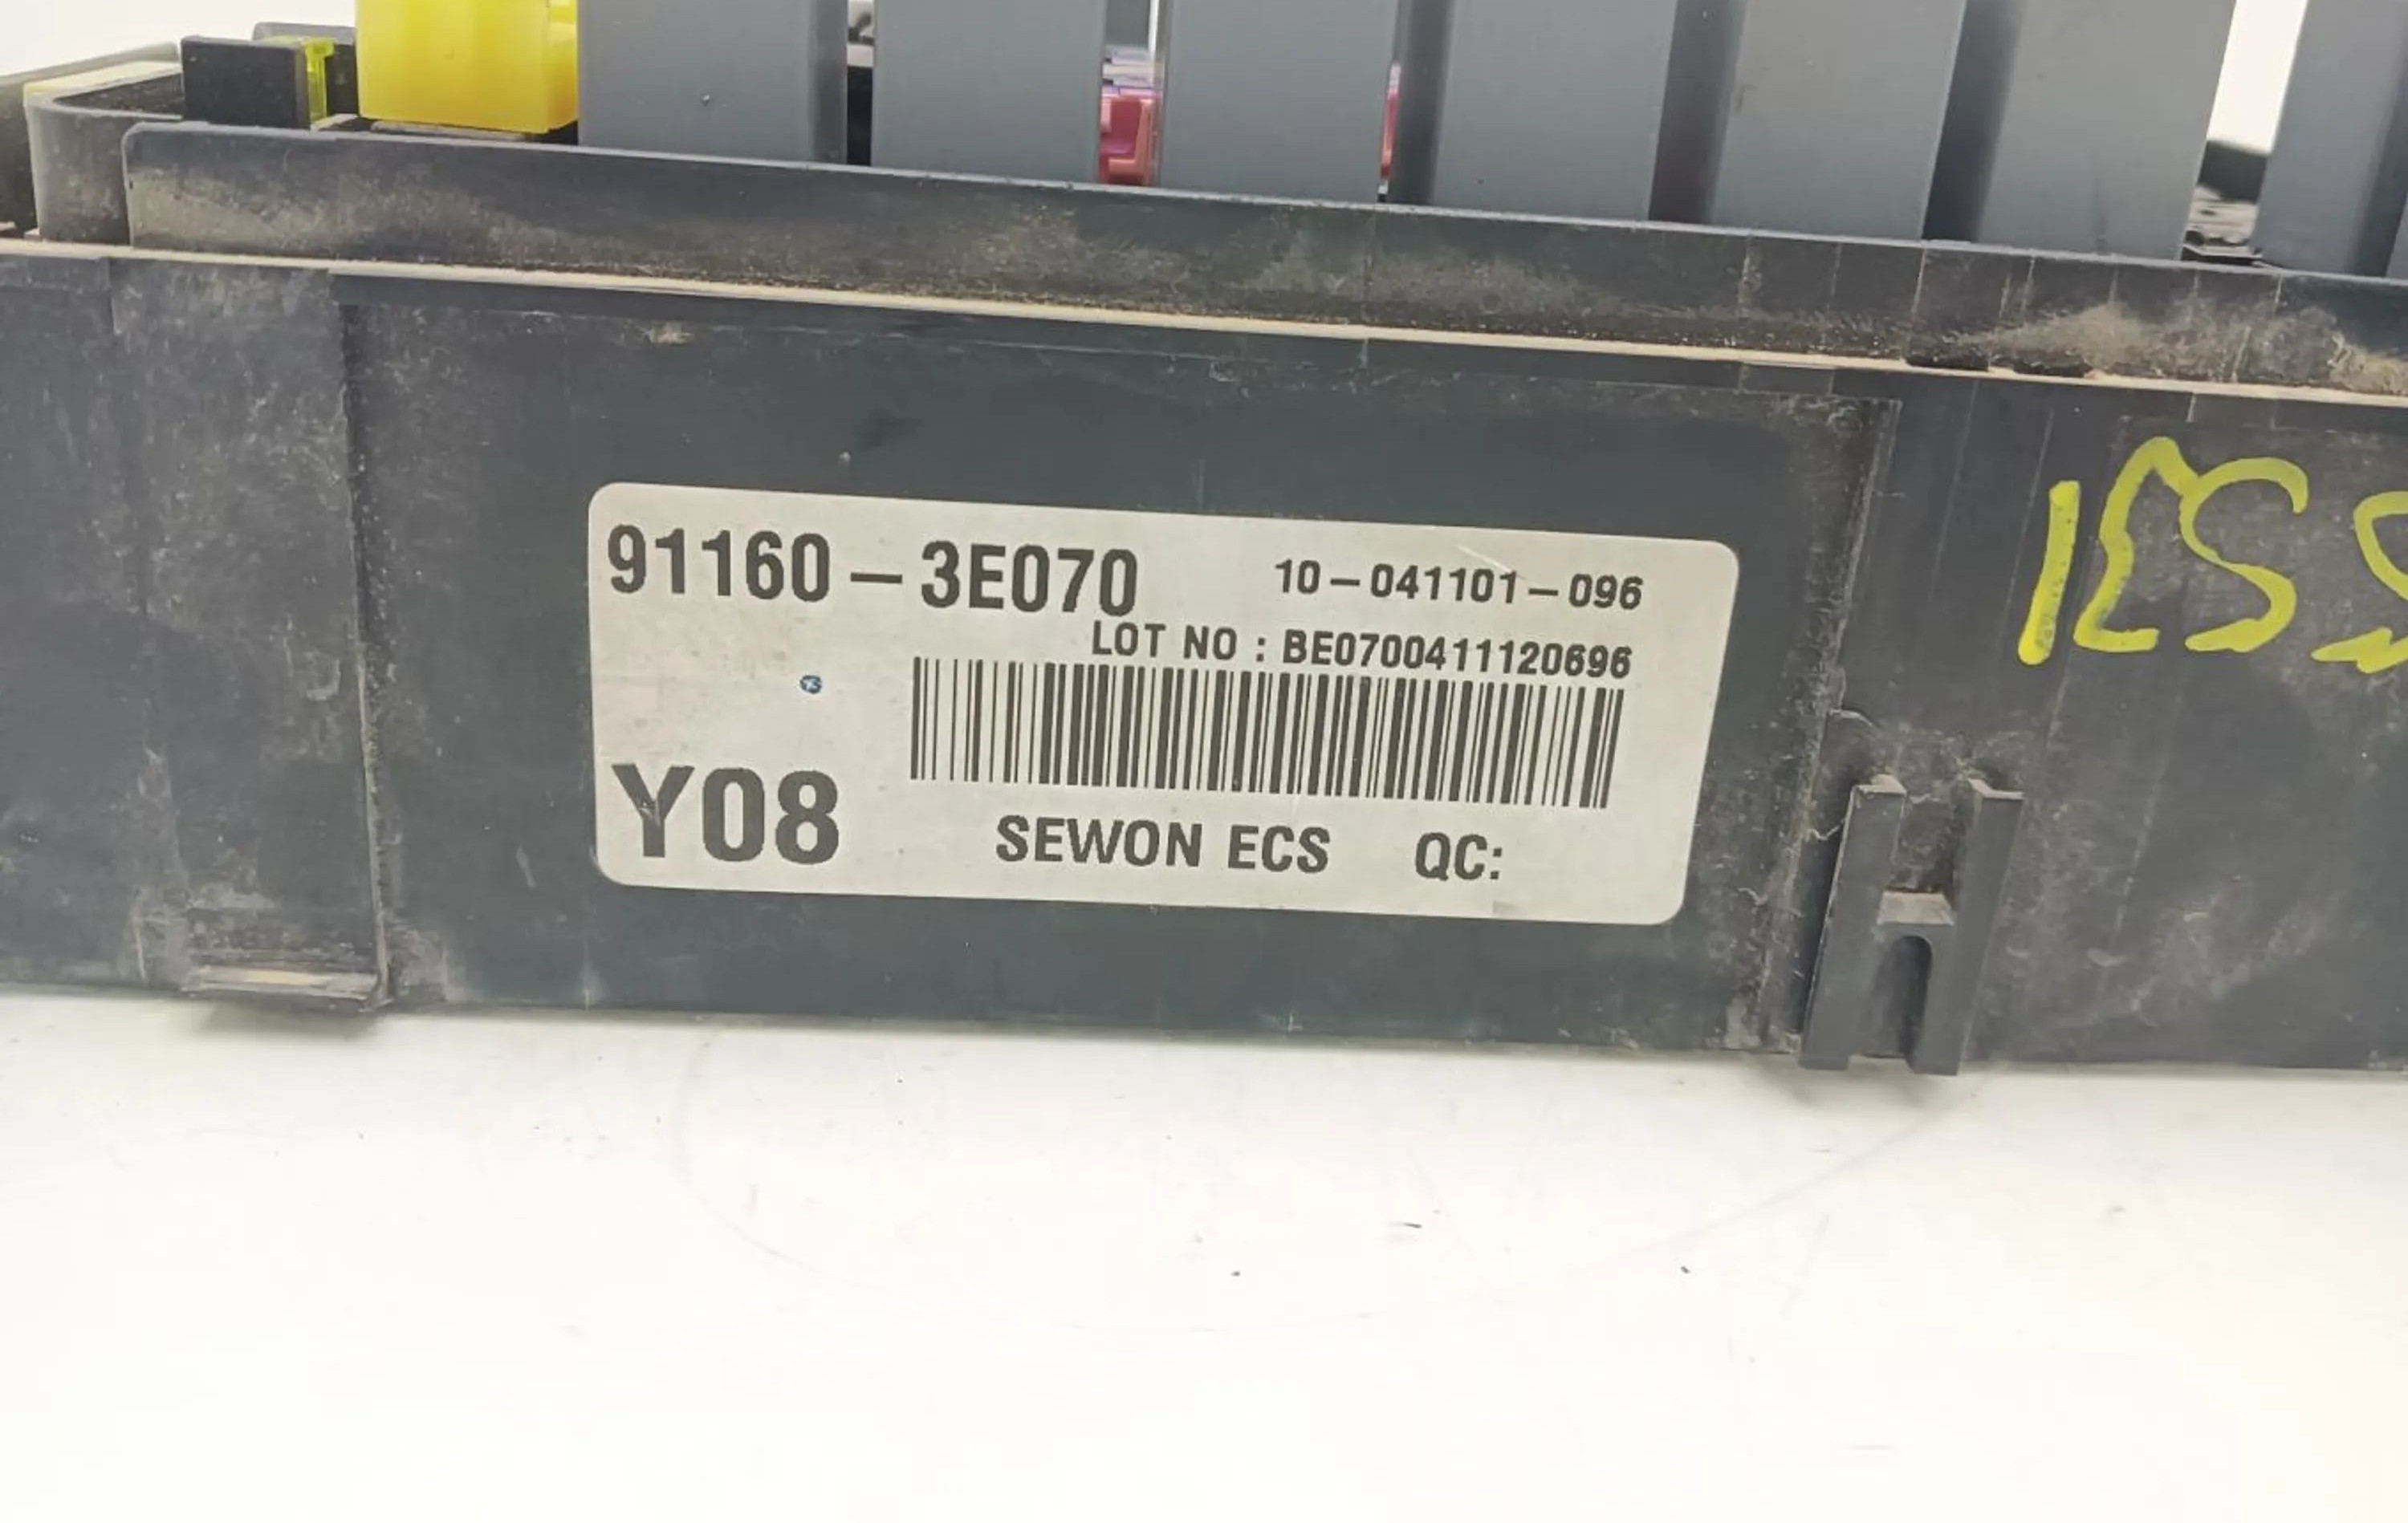 91160-3E070 10-041101-096
LOT NO : BE0700411120696
Y08
SEWON ECS QC: